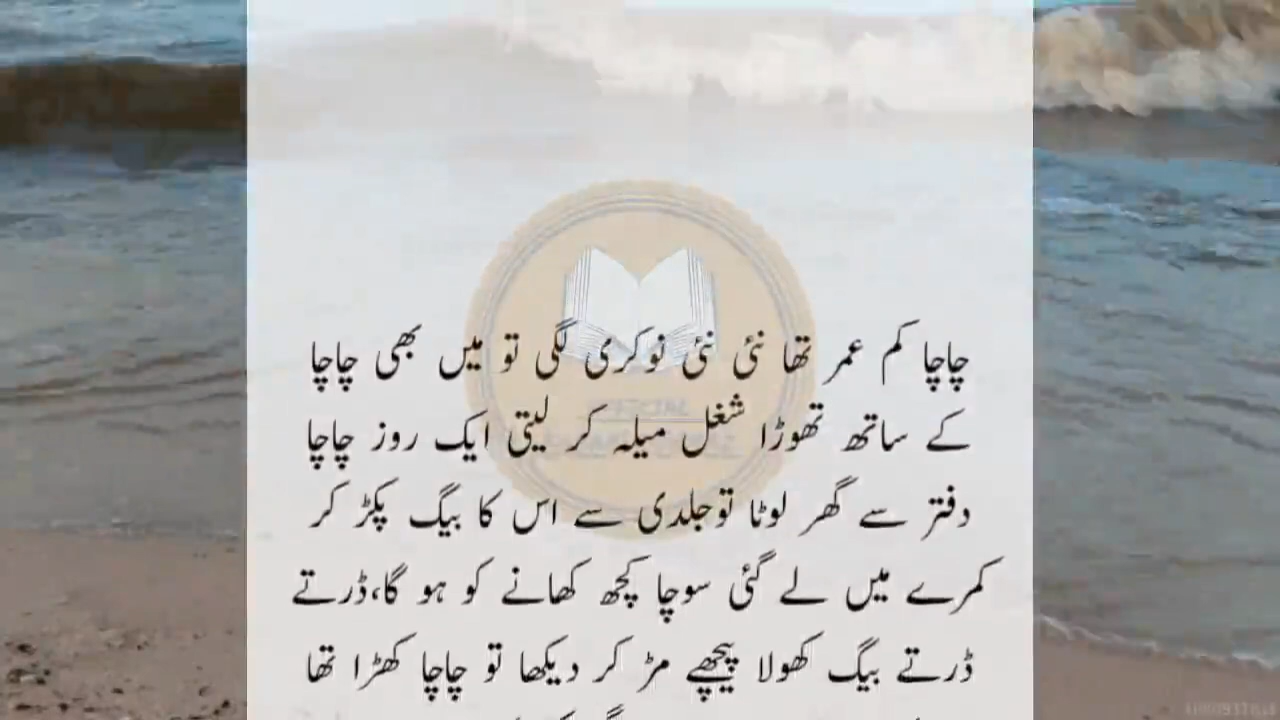 چاچا کم عمر تھا نئی نئی نوکری لگی تو میں بھی چاچا
کے ساتھ تھوڑا شغل میلہ کر لیتی ایک روز چاچا
دفتر سے گھر لوٹا تو جلدی سے اس کا بیگ پکڑ کر
کمرے میں لے گئی سوچا کچھ کھانے کو ہو گا،ڈرتے
ڈرتے بیگ کھولا پیچھے مڑ کر دیکھا تو چاچا کھڑا تھا